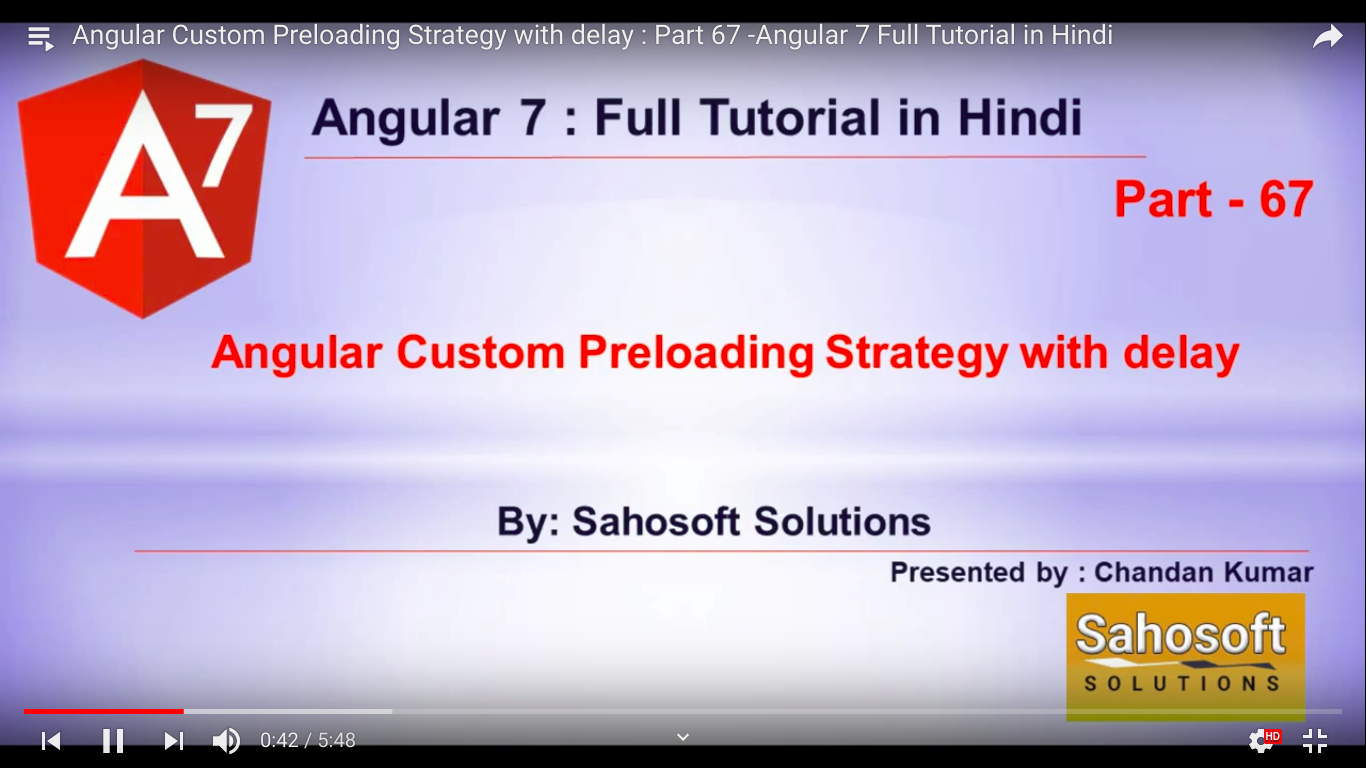 Angular Custom Preloading Strategy with delay : Part 67 -Angular 7 Full Tutorial in Hindi
A7
Angular 7 : Full Tutorial in Hindi
Part - 67
Angular Custom Preloading Strategy with delay
By: Sahosoft Solutions
Presented by : Chandan Kumar
Sahosoft
SOLUTIONS
0:42 / 5:48
HD